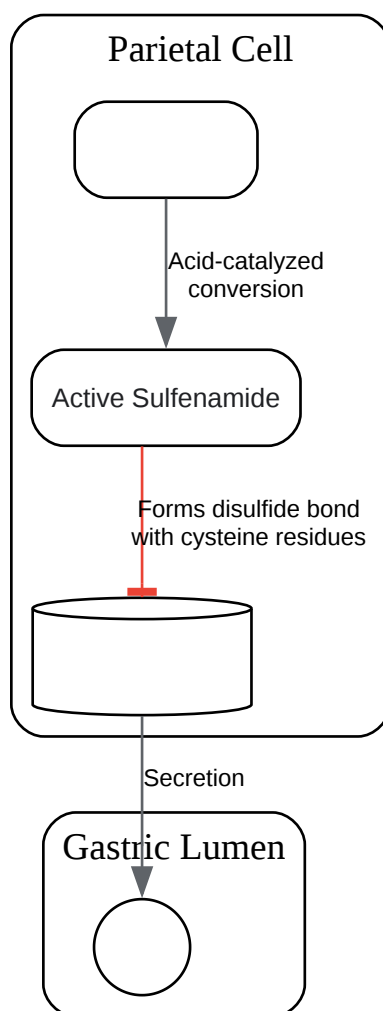 Parietal Cell
Acid-catalyzed
conversion
Active Sulfenamide
Forms disulfide bond
with cysteine residues
Secretion
Gastric Lumen